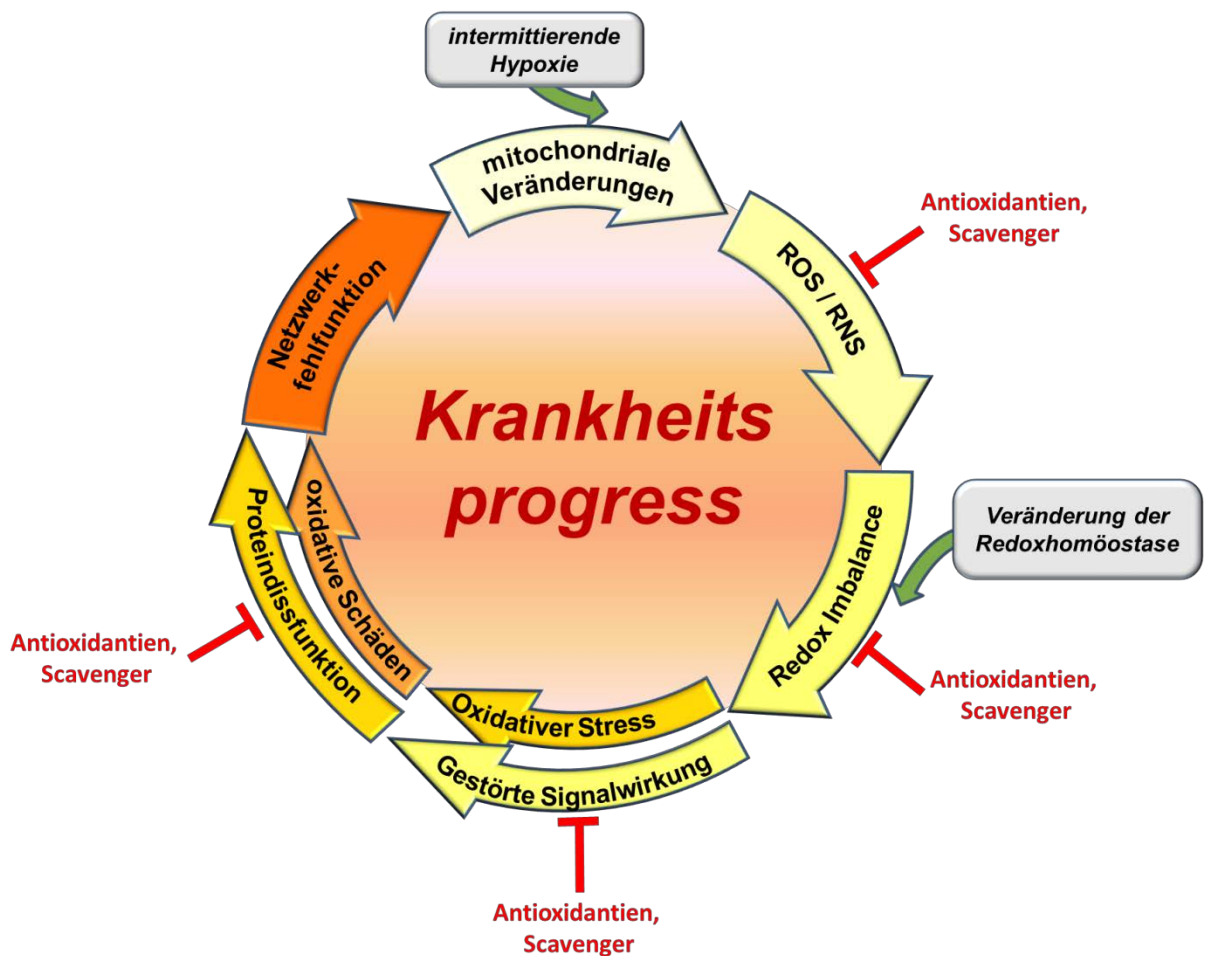 intermittierende
Hypoxie
mitochondriale
Veränderungen
Antioxidantien,
Scavenger
ROS / RNS
Netzwerk-
fehlfunktion
Krankheits
progress
Veränderung der
Redoxhomöostase
Redox Imbalance
Antioxidantien,
Scavenger
Oxidativer Stress
Gestörte Signalwirkung
oxidative Schäden
Proteindissfunktion
Antioxidantien,
Scavenger
Antioxidantien,
Scavenger